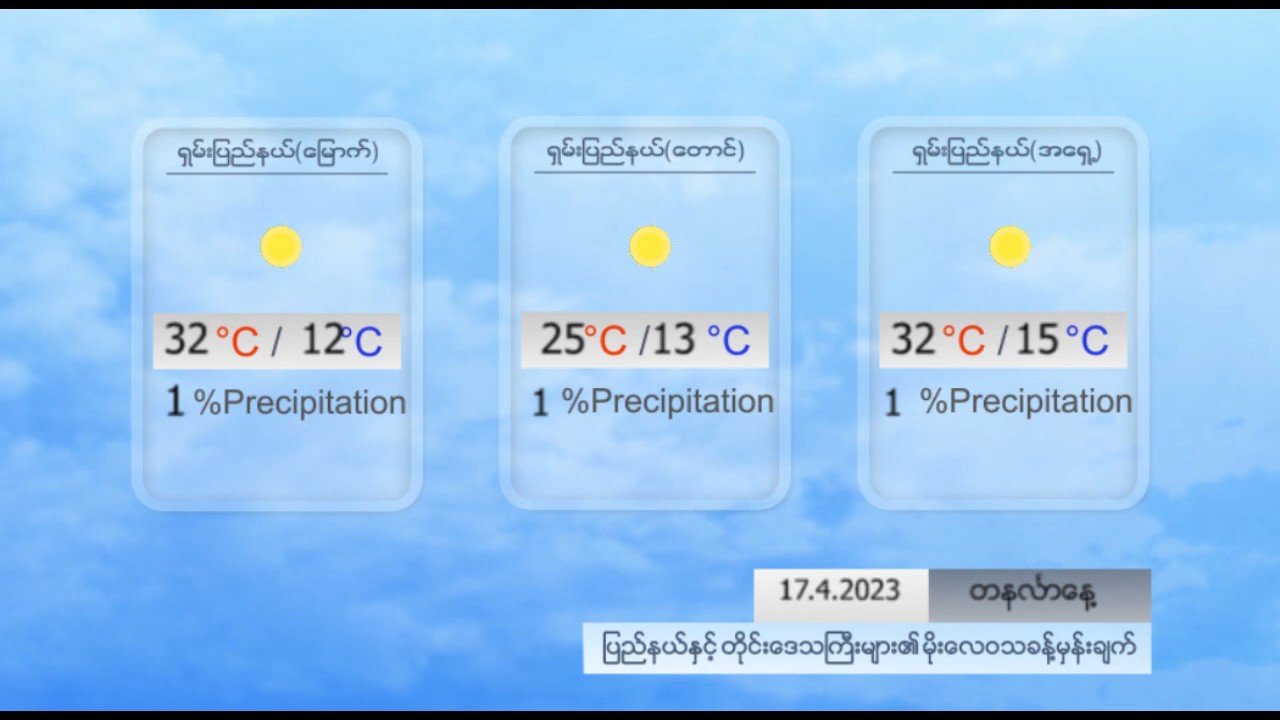 ရှမ်းပြည်နယ်(မြောက်)
32 °C / 12°C
1 %Precipitation
ရှမ်းပြည်နယ်(တောင်)
25°C /13 °C
1 %Precipitation
ရှမ်းပြည်နယ်(အရှေ့)
32 °C / 15 °C
1 %Precipitation
17.4.2023 တနင်္လာနေ့
ပြည်နယ်နှင့် တိုင်းဒေသကြီးများ၏ မိုးလေဝသခန့်မှန်းချက်